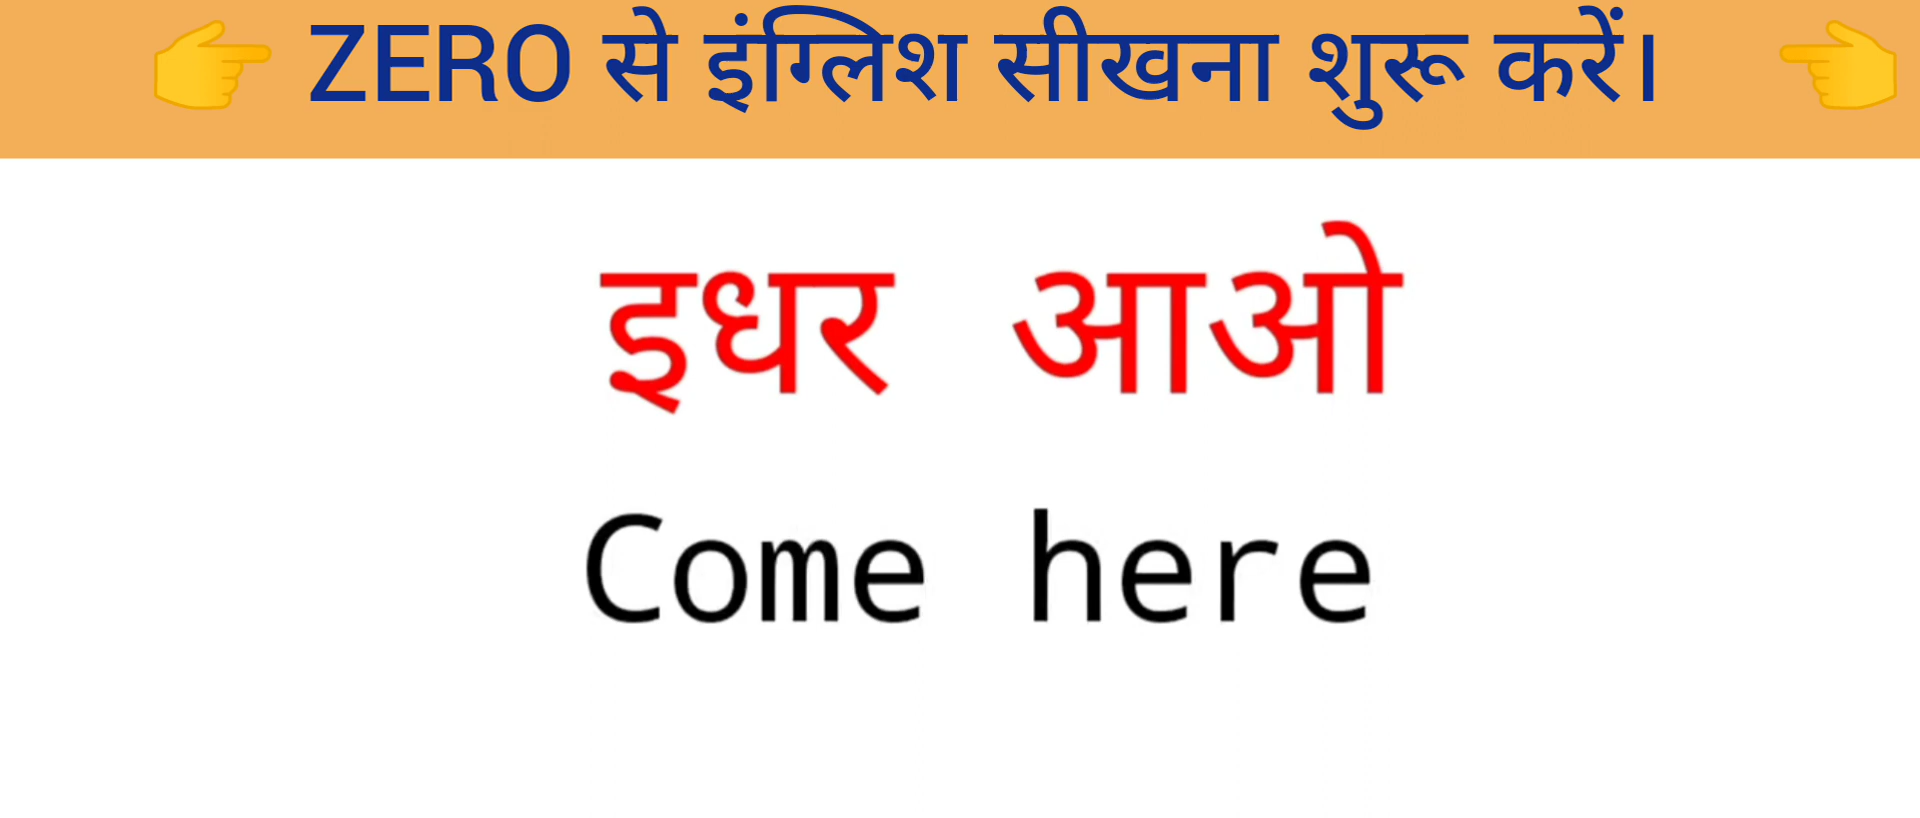 👉 ZERO से इंग्लिश सीखना शुरू करें। 👈
इधर आओ
Come here